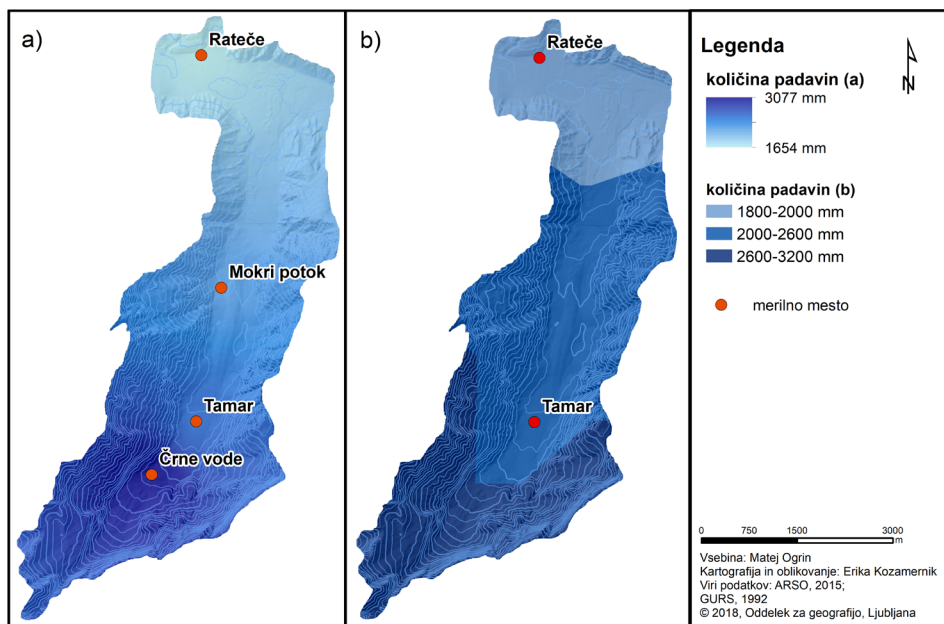 a)
Rateče
Mokri potok
Tamar
Črne vode
b)
Rateče
Tamar
Legenda
količina padavin (a)
3077 mm
1654 mm
količina padavin (b)
1800-2000 mm
2000-2600 mm
2600-3200 mm
merilno mesto
N
0 750 1500 3000
m
Vsebina: Matej Ogrin
Kartografija in oblikovanje: Erika Kozamernik
Viri podatkov: ARSO, 2015;
GURS, 1992
© 2018, Oddelek za geografijo, Ljubljana